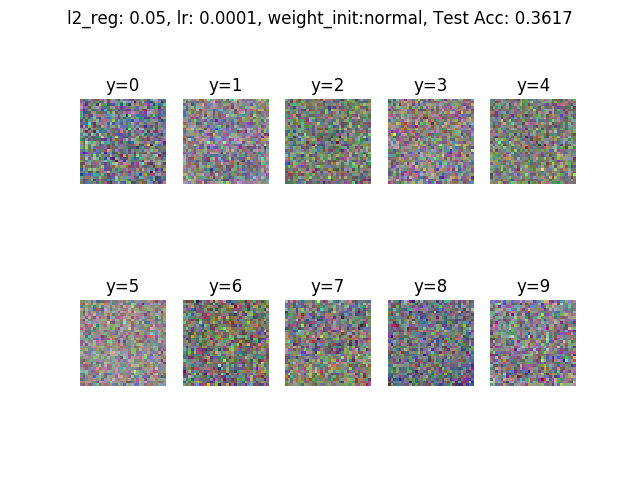 l2_reg: 0.05, lr: 0.0001, weight_init:normal, Test Acc: 0.3617
y=0 y=1 y=2 y=3 y=4
y=5 y=6 y=7 y=8 y=9